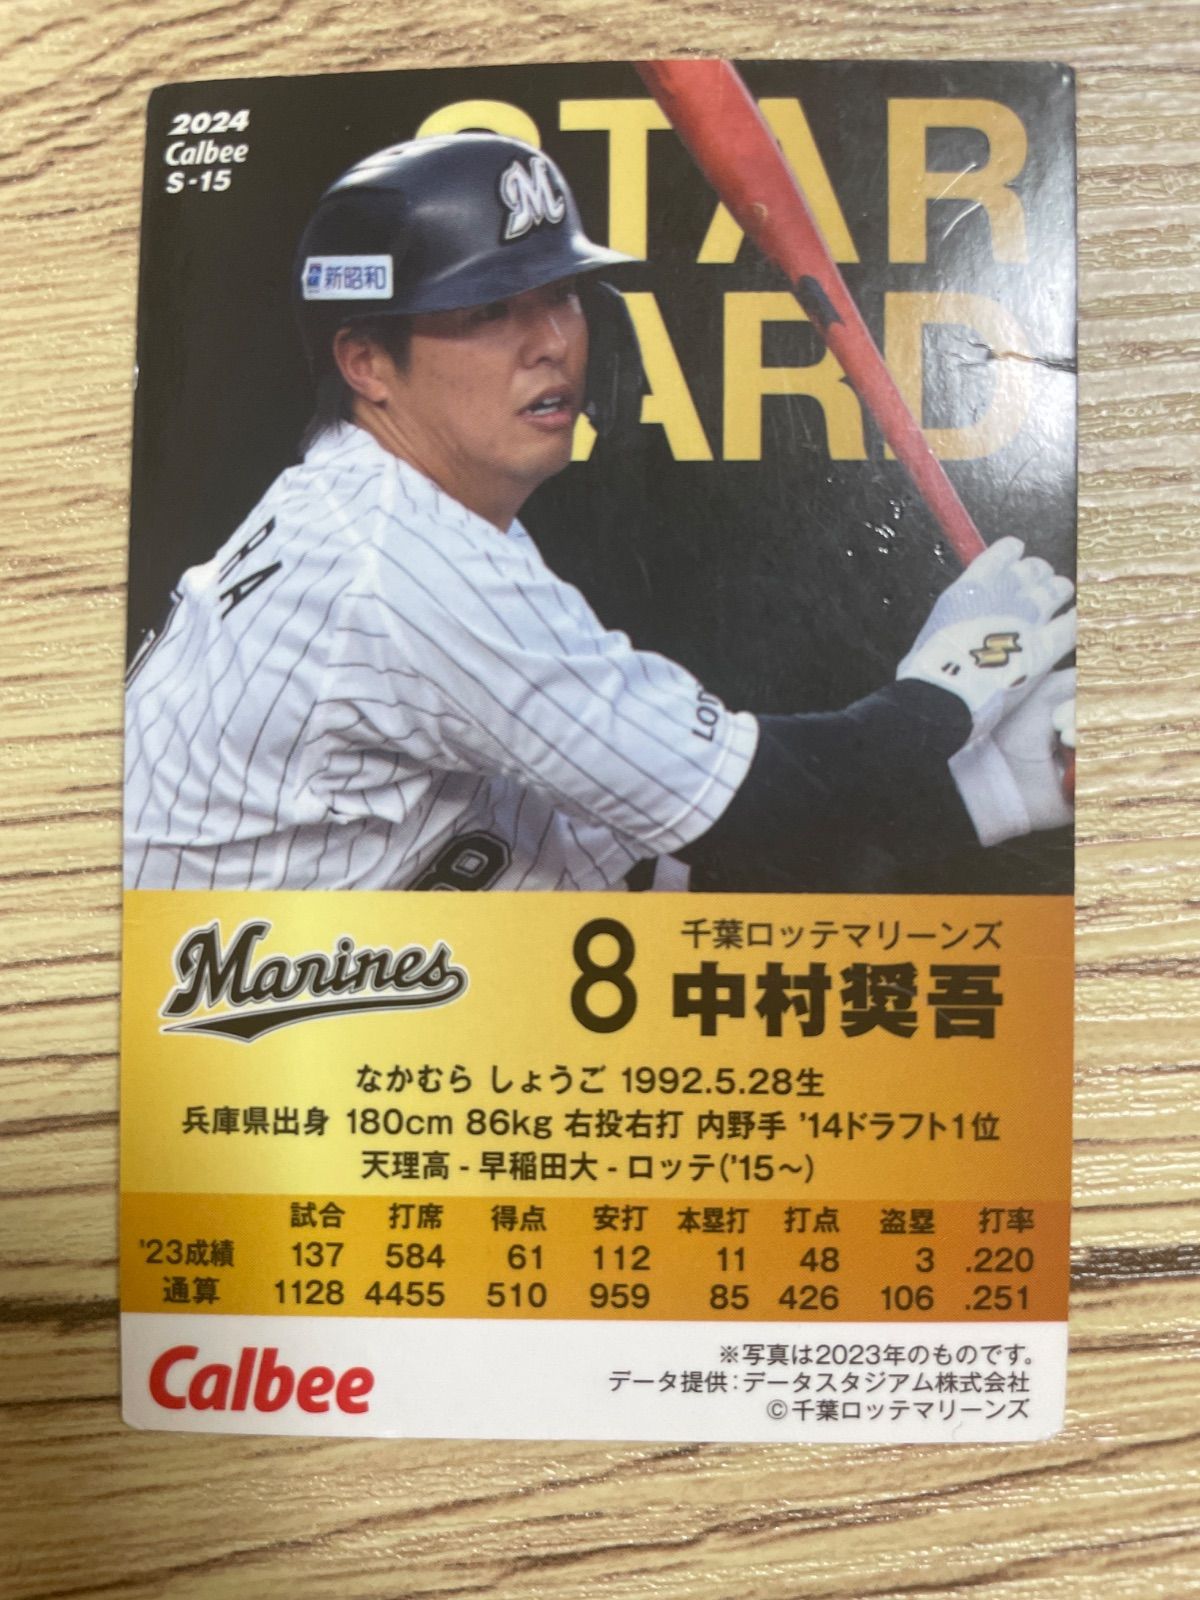 2024
Calbee
S-15
STAR
CARD
M
新昭和
RA
LOT
8
Marines
8
千葉ロッテマリーンズ
中村奨吾
なかむら しょうご 1992.5.28生
兵庫県出身 180cm 86kg 右投右打 内野手 '14ドラフト1位
天理高 - 早稲田大 - ロッテ('15～)
試合 打席 得点 安打 本塁打 打点 盗塁 打率
'23成績 137 584 61 112 11 48 3 .220
通算 1128 4455 510 959 85 426 106 .251
Calbee
※写真は2023年のものです。
データ提供:データスタジアム株式会社
©千葉ロッテマリーンズ